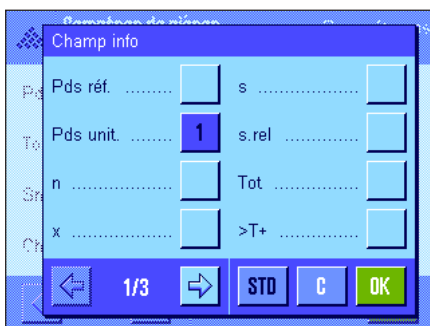 Comptage de pièces
Champ info
Pds réf. .........
s ................
Pds unit. ....... 1
s.rel ............
n ..................
Tot ..............
x ..................
>T+ .............
1/3
STD
C
OK